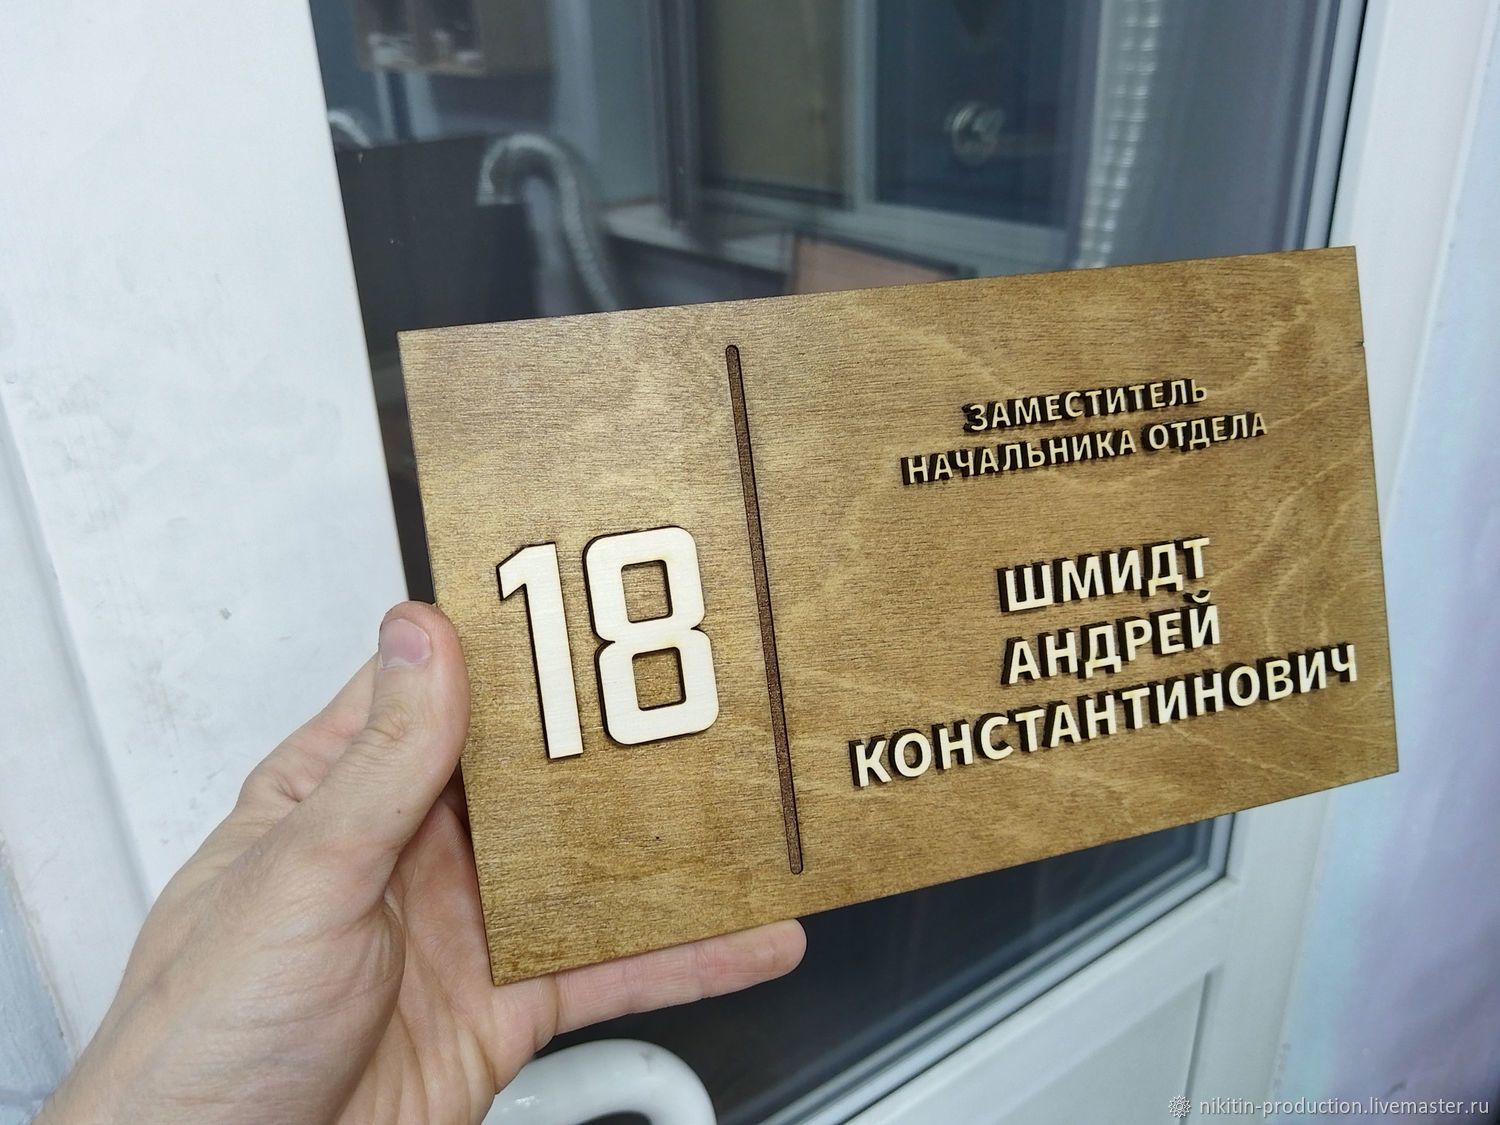 18
ЗАМЕСТИТЕЛЬ
НАЧАЛЬНИКА ОТДЕЛА
ШМИДТ
АНДРЕЙ
КОНСТАНТИНОВИЧ
nikitin-production.livemaster.ru